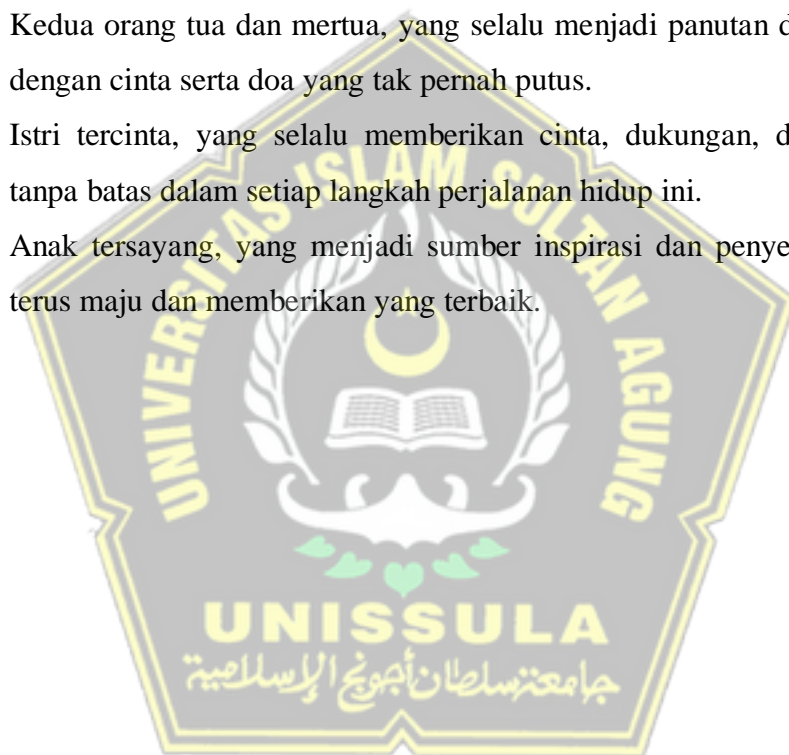 Kedua orang tua dan mertua, yang selalu menjadi panutan
dengan cinta serta doa yang tak pernah putus.
Istri tercinta, yang selalu memberikan cinta, dukungan,
tanpa batas dalam setiap langkah perjalanan hidup ini.
Anak tersayang, yang menjadi sumber inspirasi dan
terus maju dan memberikan yang terbaik.
UNIVERSITAS ISLAM SULTAN AGUNG
UNISSULA
جامعة سلطان أجونج الإسلامية